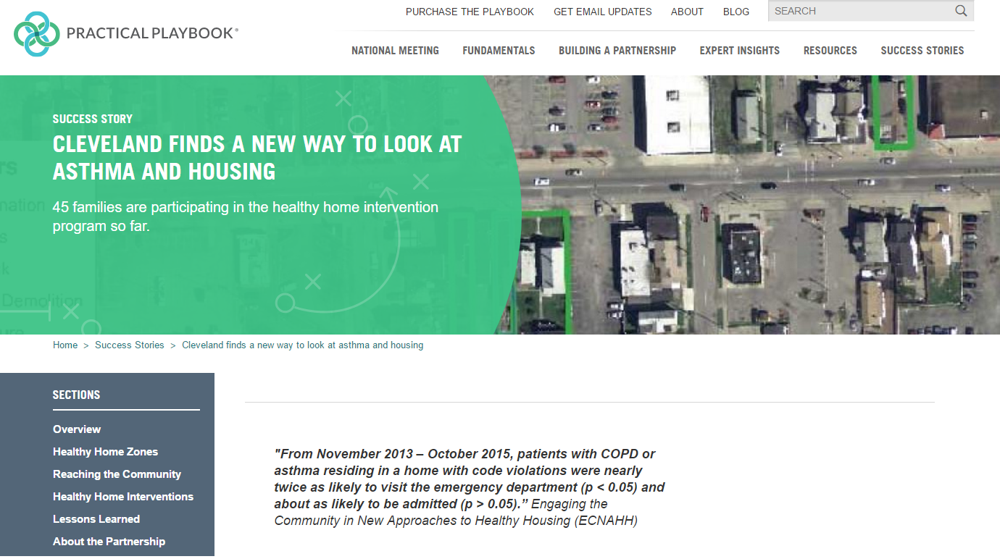 PURCHASE THE PLAYBOOK GET EMAIL UPDATES ABOUT BLOG SEARCH
PRACTICAL PLAYBOOK®
NATIONAL MEETING FUNDAMENTALS BUILDING A PARTNERSHIP EXPERT INSIGHTS RESOURCES SUCCESS STORIES
SUCCESS STORY
CLEVELAND FINDS A NEW WAY TO LOOK AT
ASTHMA AND HOUSING
45 families are participating in the healthy home intervention
program so far.
Demolition
Home > Success Stories > Cleveland finds a new way to look at asthma and housing
SECTIONS
Overview
Healthy Home Zones
Reaching the Community
Healthy Home Interventions
Lessons Learned
About the Partnership
"From November 2013 – October 2015, patients with COPD or
asthma residing in a home with code violations were nearly
twice as likely to visit the emergency department (p < 0.05) and
about as likely to be admitted (p > 0.05).” Engaging the
Community in New Approaches to Healthy Housing (ECNAHH)